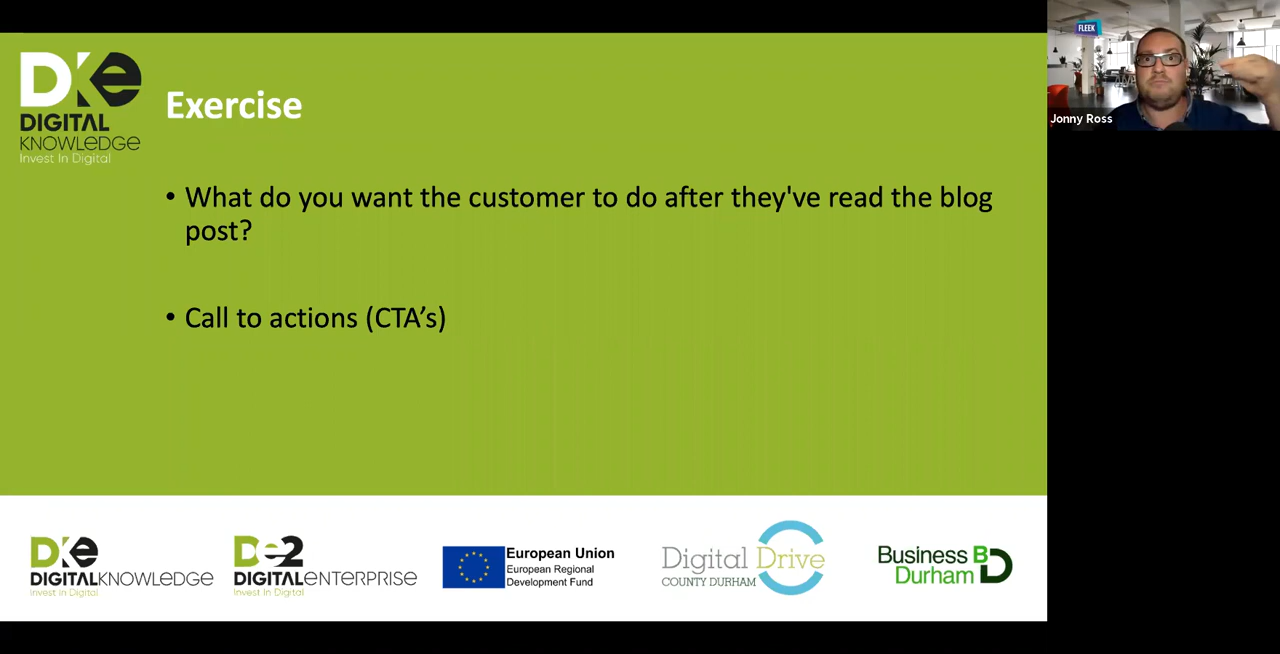 DKe
DIGITAL
KNOWLEDGE
Invest In Digital
Exercise
• What do you want the customer to do after they've read the blog
post?
• Call to actions (CTA’s)
FLEEK
Jonny Ross
DKe
DIGITALKNOWLEDGE
Invest In Digital
De2
DIGITALENTERPRISE
Invest In Digital
European Union
European Regional
Development Fund
Digital Drive
COUNTY DURHAM
Business BD
Durham